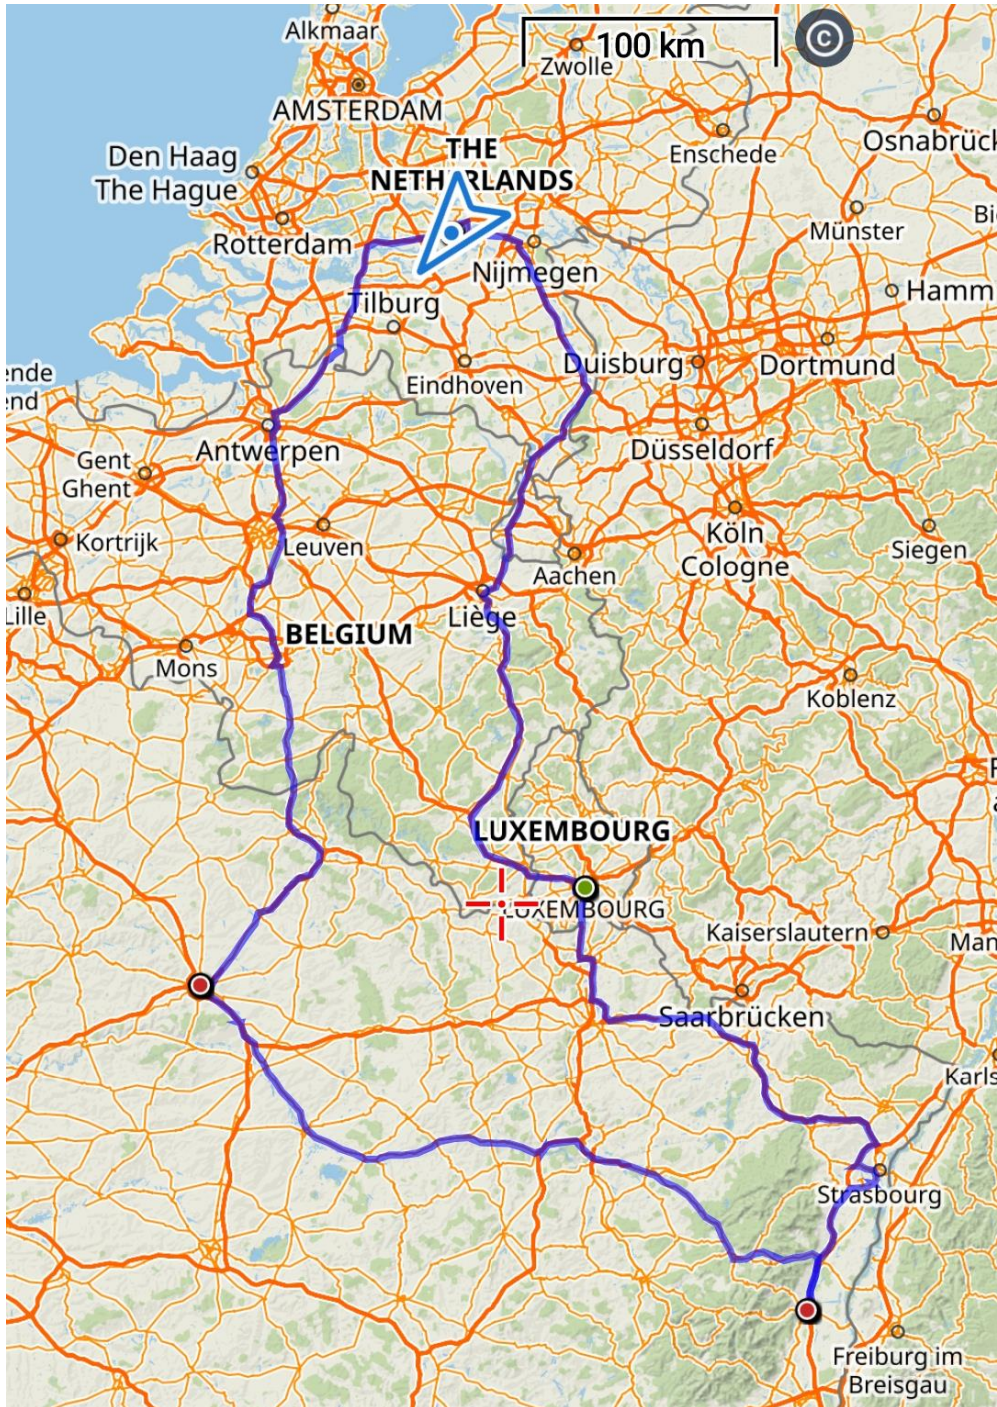 Alkmaar
100 km
©
Zwolle
AMSTERDAM
Osnabrück
Enschede
THE
NETHERLANDS
Den Haag
The Hague
Münster
Rotterdam
Nijmegen
Hamm
Tilburg
Duisburg
Dortmund
Eindhoven
Antwerpen
Düsseldorf
Gent
Ghent
Köln
Cologne
Kortrijk
Leuven
Siegen
Aachen
Lille
Liège
BELGIUM
Mons
Koblenz
LUXEMBOURG
LUXEMBOURG
Kaiserslautern
Man
Saarbrücken
Karls
Strasbourg
Freiburg im
Breisgau